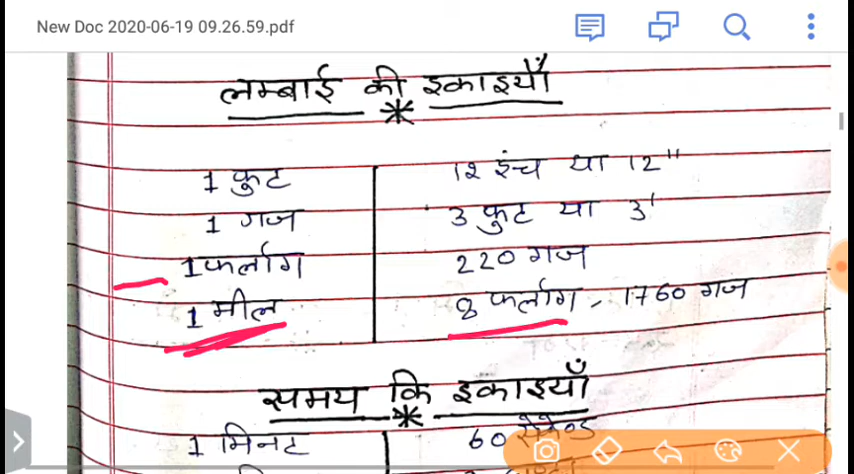 New Doc 2020-06-19 09.26.59.pdf
लम्बाई की इकाइयाँ
*
1 फुट 12 इंच या 12"
1 गज 3 फुट या 3'
1 फर्लांग 220 गज
1 मील 8 फर्लांग, 1760 गज
समय कि इकाइयाँ
*
1 मिनट 60 सेकेन्ड